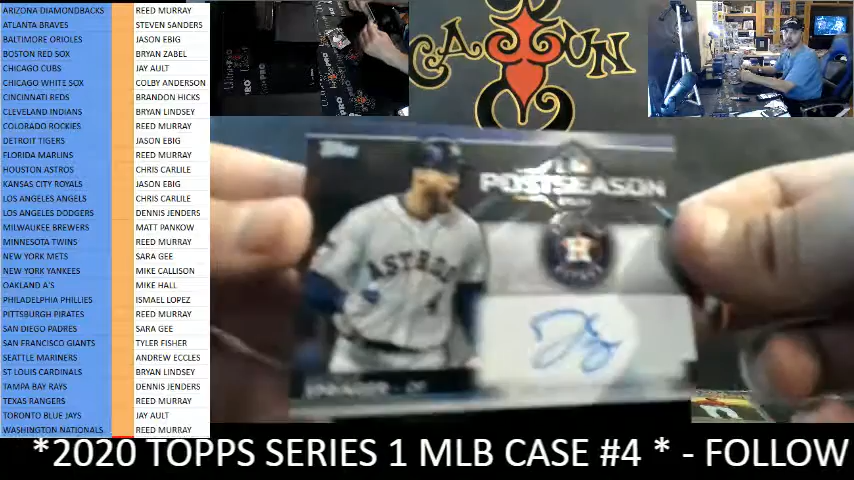 ARIZONA DIAMONDBACKS REED MURRAY
ATLANTA BRAVES STEVEN SANDERS
BALTIMORE ORIOLES JASON EBIG
BOSTON RED SOX BRYAN ZABEL
CHICAGO CUBS JAY AULT
CHICAGO WHITE SOX COLBY ANDERSON
CINCINNATI REDS BRANDON HICKS
CLEVELAND INDIANS BRYAN LINDSEY
COLORADO ROCKIES REED MURRAY
DETROIT TIGERS JASON EBIG
FLORIDA MARLINS REED MURRAY
HOUSTON ASTROS CHRIS CARLILE
KANSAS CITY ROYALS JASON EBIG
LOS ANGELES ANGELS CHRIS CARLILE
LOS ANGELES DODGERS DENNIS JENDERS
MILWAUKEE BREWERS MATT PANKOW
MINNESOTA TWINS REED MURRAY
NEW YORK METS SARA GEE
NEW YORK YANKEES MIKE CALLISON
OAKLAND A'S MIKE HALL
PHILADELPHIA PHILLIES ISMAEL LOPEZ
PITTSBURGH PIRATES REED MURRAY
SAN DIEGO PADRES SARA GEE
SAN FRANCISCO GIANTS TYLER FISHER
SEATTLE MARINERS ANDREW ECCLES
ST LOUIS CARDINALS BRYAN LINDSEY
TAMPA BAY RAYS DENNIS JENDERS
TEXAS RANGERS REED MURRAY
TORONTO BLUE JAYS JAY AULT
WASHINGTON NATIONALS REED MURRAY
CAJUN
Topps
POSTSEASON
H
ASTROS
ASTROS
4
*2020 TOPPS SERIES 1 MLB CASE #4 * - FOLLOW